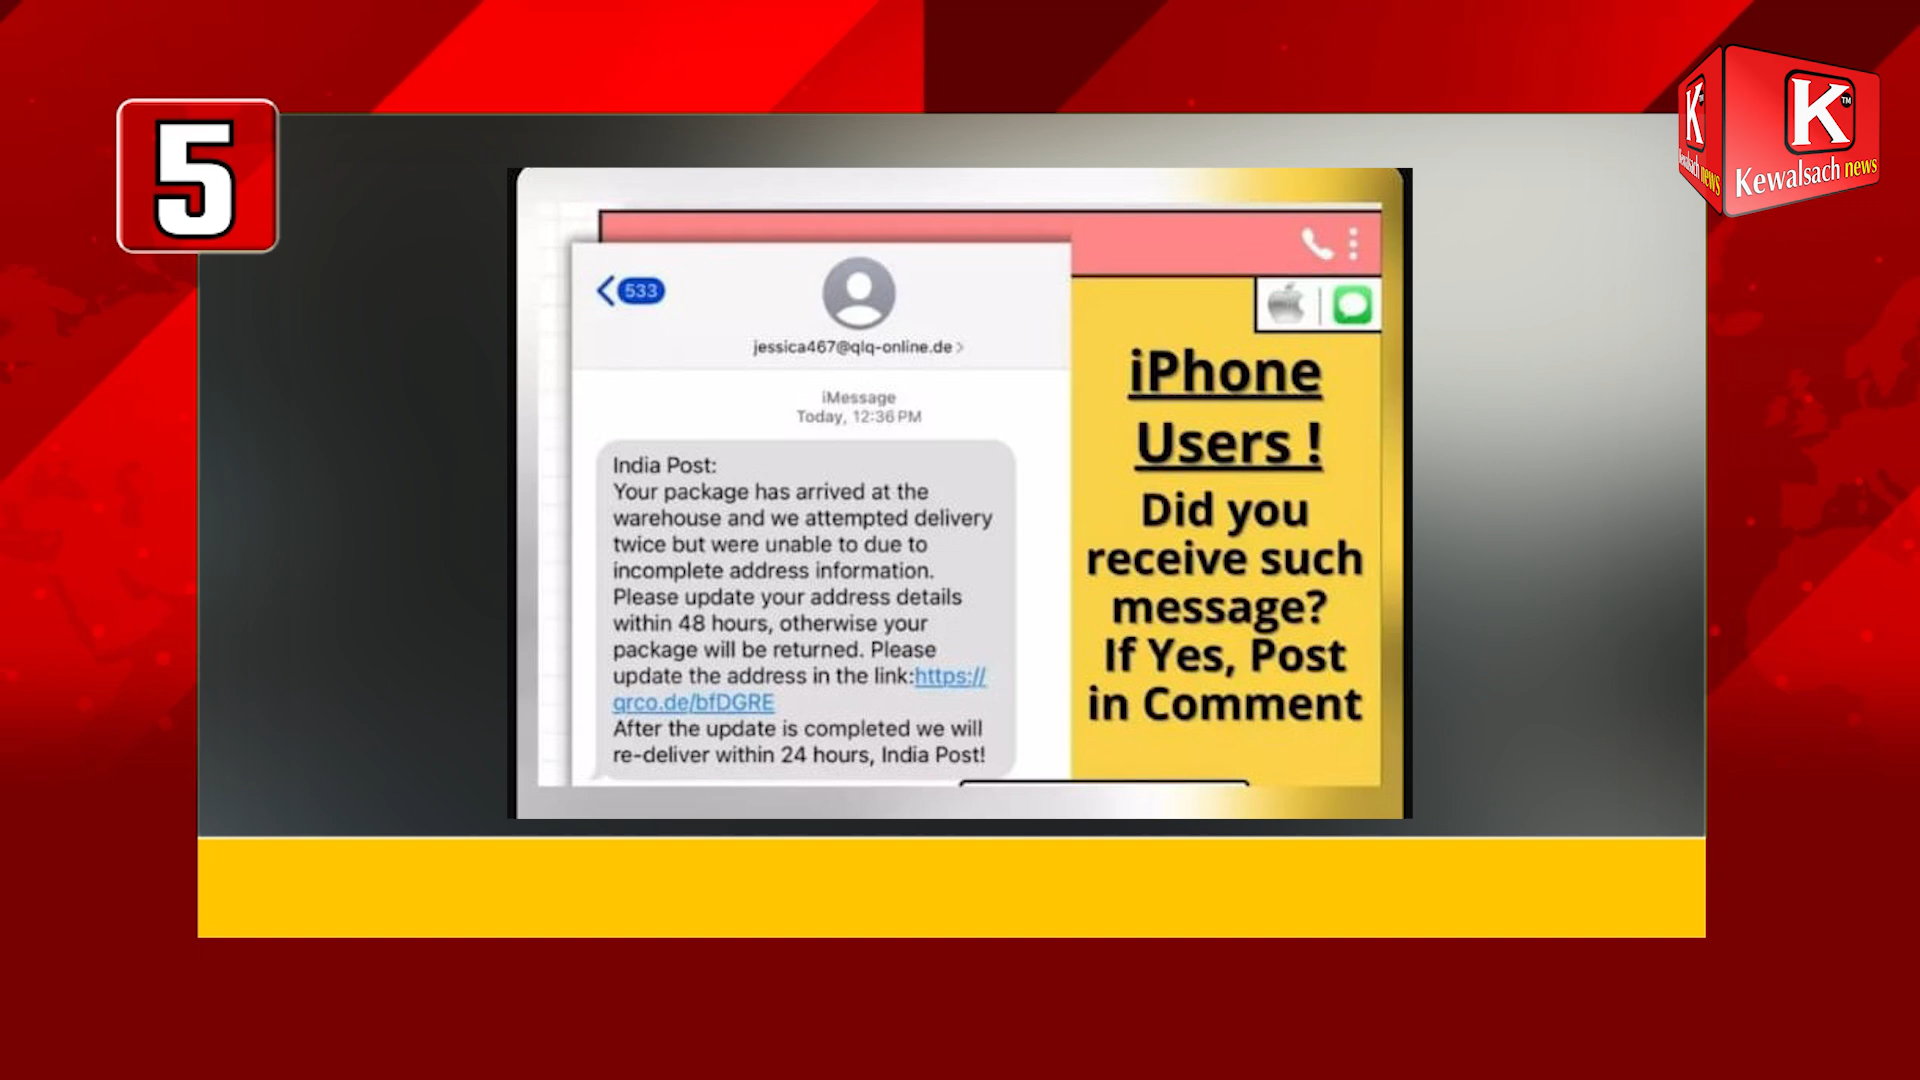 5
K
K™
Kewalsach news
Kewalsach news
533
jessica467@qlq-online.de >
iMessage
Today, 12:36 PM
India Post:
Your package has arrived at the
warehouse and we attempted delivery
twice but were unable to due to
incomplete address information.
Please update your address details
within 48 hours, otherwise your
package will be returned. Please
update the address in the link:https://
qrco.de/bfDGRE
After the update is completed we will
re-deliver within 24 hours, India Post!
iPhone
Users !
Did you
receive such
message?
If Yes, Post
in Comment